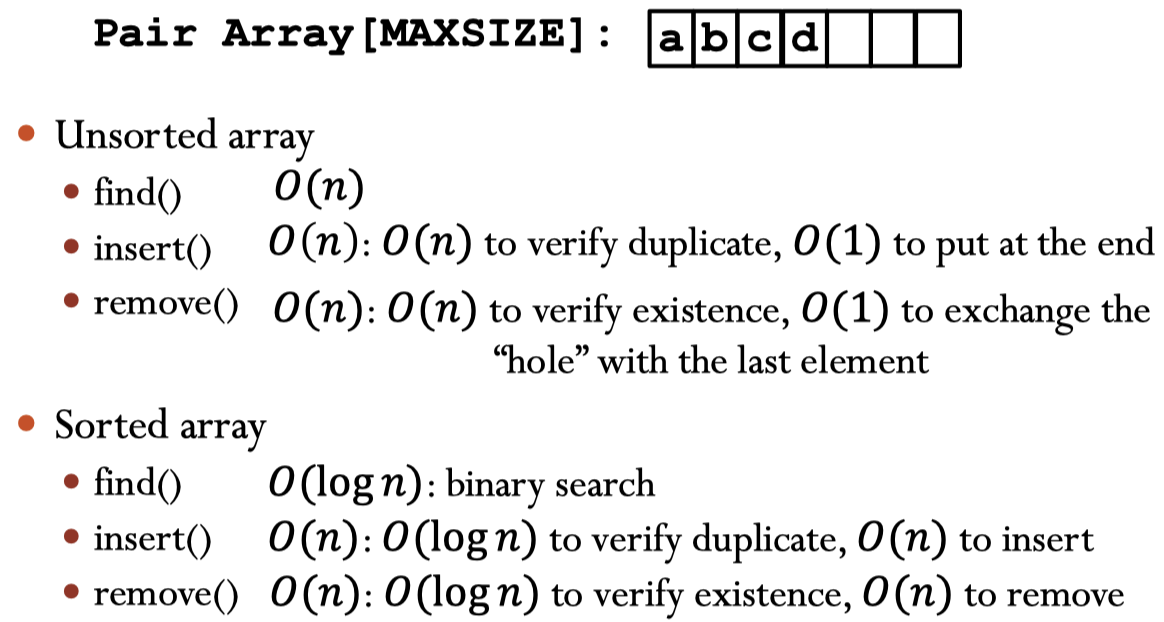 Pair Array[MAXSIZE]: a b c d
• Unsorted array
• find() O(n)
• insert() O(n): O(n) to verify duplicate, O(1) to put at the end
• remove() O(n): O(n) to verify existence, O(1) to exchange the
“hole” with the last element
• Sorted array
• find() O(log n): binary search
• insert() O(n): O(log n) to verify duplicate, O(n) to insert
• remove() O(n): O(log n) to verify existence, O(n) to remove